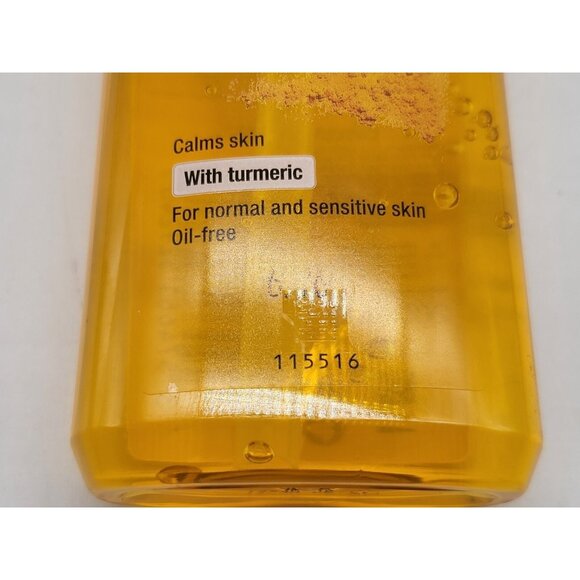 Calms skin
With turmeric
For normal and sensitive skin
Oil-free
115516